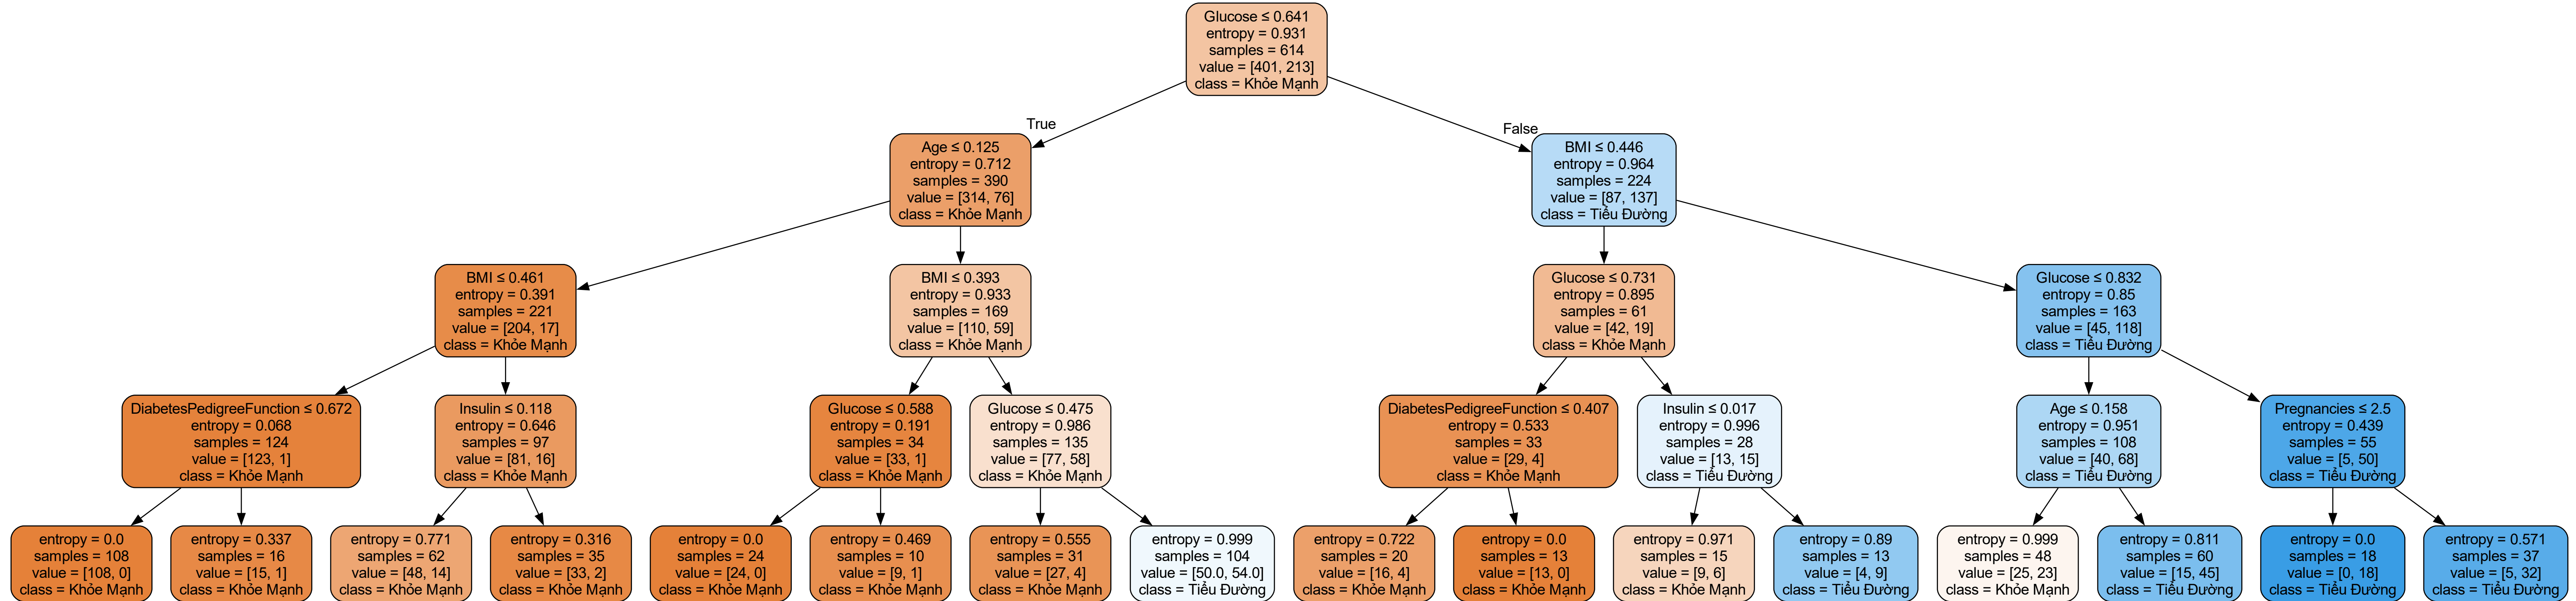 Glucose ≤ 0.641
entropy = 0.931
samples = 614
value = [401, 213]
class = Khỏe Mạnh
True
False
Age ≤ 0.125
entropy = 0.712
samples = 390
value = [314, 76]
class = Khỏe Mạnh
BMI ≤ 0.446
entropy = 0.964
samples = 224
value = [87, 137]
class = Tiểu Đường
BMI ≤ 0.461
entropy = 0.391
samples = 221
value = [204, 17]
class = Khỏe Mạnh
BMI ≤ 0.393
entropy = 0.933
samples = 169
value = [110, 59]
class = Khỏe Mạnh
Glucose ≤ 0.731
entropy = 0.895
samples = 61
value = [42, 19]
class = Khỏe Mạnh
Glucose ≤ 0.832
entropy = 0.85
samples = 163
value = [45, 118]
class = Tiểu Đường
DiabetesPedigreeFunction ≤ 0.672
entropy = 0.068
samples = 124
value = [123, 1]
class = Khỏe Mạnh
Insulin ≤ 0.118
entropy = 0.646
samples = 97
value = [81, 16]
class = Khỏe Mạnh
Glucose ≤ 0.588
entropy = 0.191
samples = 34
value = [33, 1]
class = Khỏe Mạnh
Glucose ≤ 0.475
entropy = 0.986
samples = 135
value = [77, 58]
class = Khỏe Mạnh
DiabetesPedigreeFunction ≤ 0.407
entropy = 0.533
samples = 33
value = [29, 4]
class = Khỏe Mạnh
Insulin ≤ 0.017
entropy = 0.996
samples = 28
value = [13, 15]
class = Tiểu Đường
Age ≤ 0.158
entropy = 0.951
samples = 108
value = [40, 68]
class = Tiểu Đường
Pregnancies ≤ 2.5
entropy = 0.439
samples = 55
value = [5, 50]
class = Tiểu Đường
entropy = 0.0
samples = 108
value = [108, 0]
class = Khỏe Mạnh
entropy = 0.337
samples = 16
value = [15, 1]
class = Khỏe Mạnh
entropy = 0.771
samples = 62
value = [48, 14]
class = Khỏe Mạnh
entropy = 0.316
samples = 35
value = [33, 2]
class = Khỏe Mạnh
entropy = 0.0
samples = 24
value = [24, 0]
class = Khỏe Mạnh
entropy = 0.469
samples = 10
value = [9, 1]
class = Khỏe Mạnh
entropy = 0.555
samples = 31
value = [27, 4]
class = Khỏe Mạnh
entropy = 0.999
samples = 104
value = [50.0, 54.0]
class = Tiểu Đường
entropy = 0.722
samples = 20
value = [16, 4]
class = Khỏe Mạnh
entropy = 0.0
samples = 13
value = [13, 0]
class = Khỏe Mạnh
entropy = 0.971
samples = 15
value = [9, 6]
class = Khỏe Mạnh
entropy = 0.89
samples = 13
value = [4, 9]
class = Tiểu Đường
entropy = 0.999
samples = 48
value = [25, 23]
class = Khỏe Mạnh
entropy = 0.811
samples = 60
value = [15, 45]
class = Tiểu Đường
entropy = 0.0
samples = 18
value = [0, 18]
class = Tiểu Đường
entropy = 0.571
samples = 37
value = [5, 32]
class = Tiểu Đường